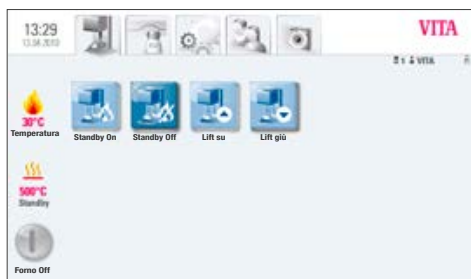 13:29
13.04.2010
VITA
1 VITA
30°C
Temperatura
Standby On
Standby Off
Lift su
Lift giù
500°C
Standby
Forno Off